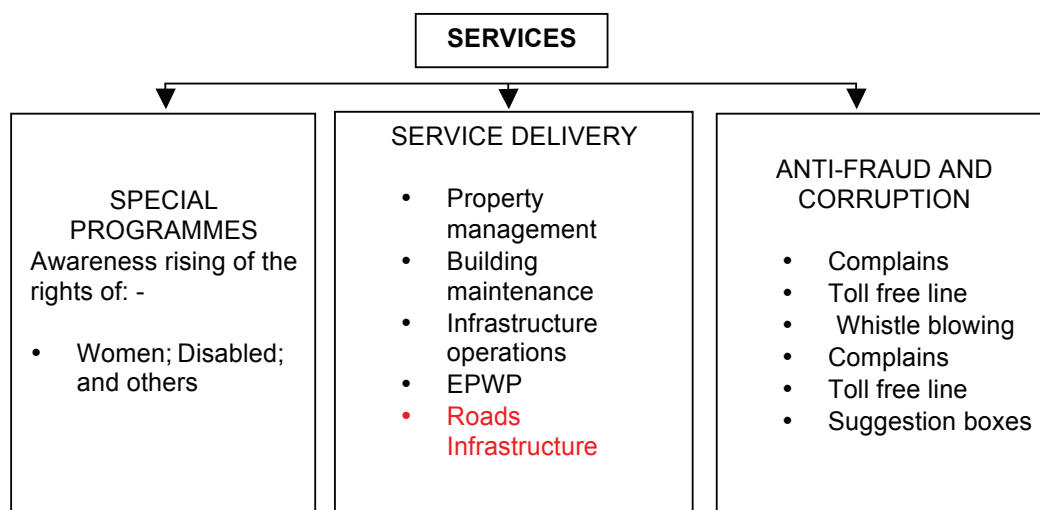 SERVICES
SPECIAL
PROGRAMMES
Awareness rising of the
rights of: -
• Women; Disabled;
and others
SERVICE DELIVERY
• Property
management
• Building
maintenance
• Infrastructure
operations
• EPWP
• Roads
Infrastructure
ANTI-FRAUD AND
CORRUPTION
• Complains
• Toll free line
• Whistle blowing
• Complains
• Toll free line
• Suggestion boxes